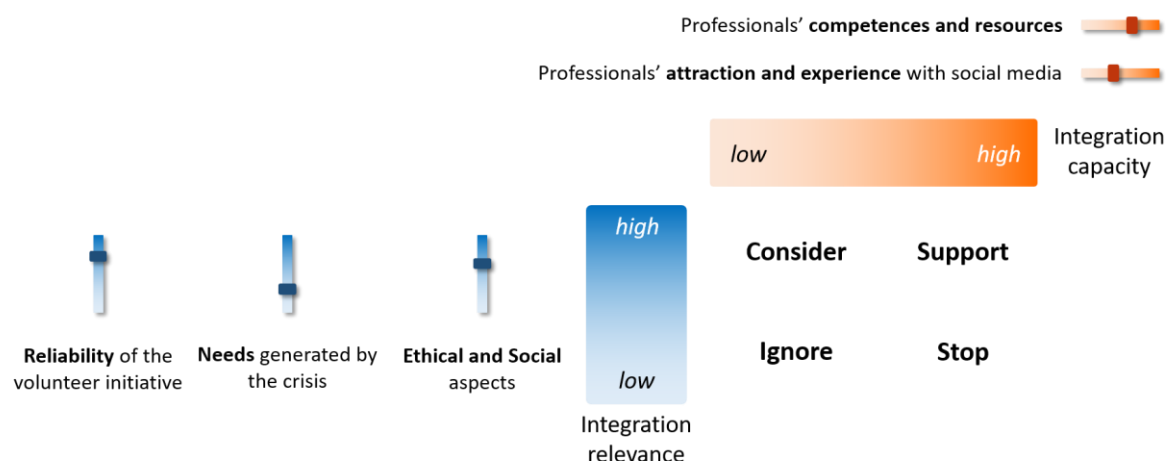 Professionals’ competences and resources
Professionals’ attraction and experience with social media
low
high
Integration
capacity
high
low
Integration
relevance
Consider
Support
Ignore
Stop
Reliability of the
volunteer initiative
Needs generated by
the crisis
Ethical and Social
aspects